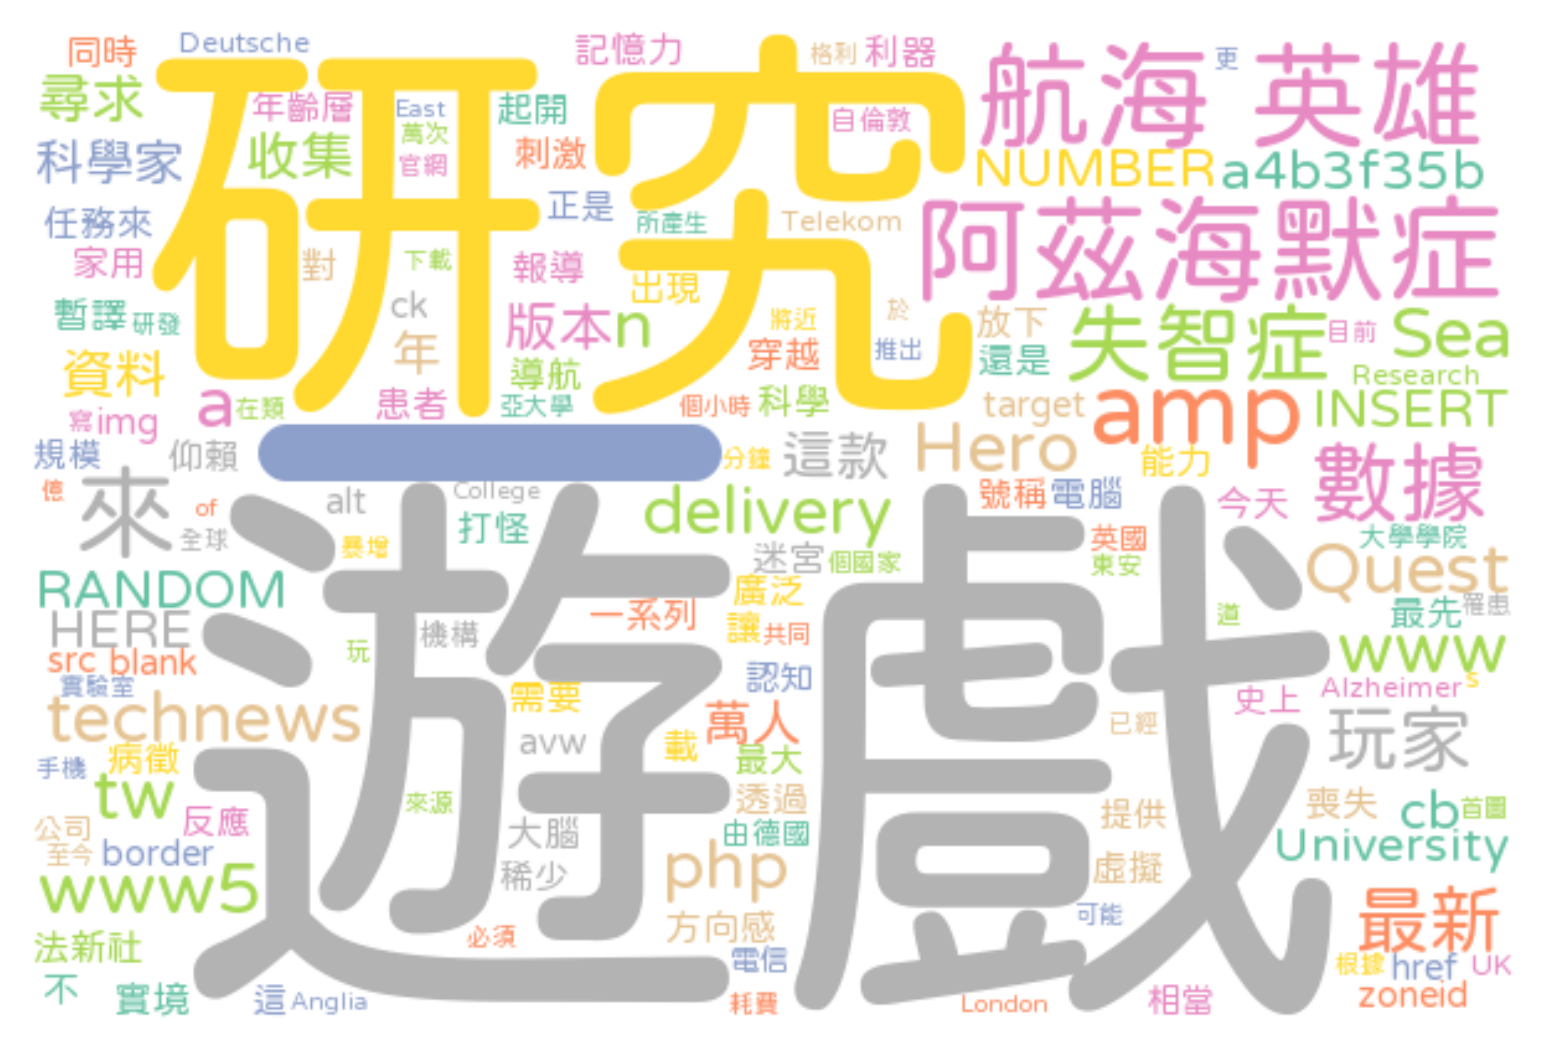 同時 Deutsche 記憶力 格利 利器 更
研究
航海 英雄
尋求 年齡層 East 起開 自倫敦
科學家 收集 萬次 官網 刺激
NUMBER a4b3f35b
任務來 正是 所產生 Telekom
阿茲海默症
家用 對 下載 報導 出現
暫譯 研發 ck 版本 n 將近 於 放下
失智症 目前 Sea
資料 年 導航 穿越 推出 還是 Research
寫 img a 在類 患者 亞大學 個小時 科學 target amp INSERT
規模 仰賴 一 分鐘 這款 Hero 能力 數據
億 來 of 全球 alt College 打怪 delivery 號稱 電腦 今天
遊戲
暴增 迷宮 個國家 英國 東安 大學學院
RANDOM 廣泛 Quest
HERE 機構 一系列 讓 共同 道 最先 罹患
src blank 玩 認知 www
實驗室 需要 史上 Alzheimer s
technews avw 萬人 已經 玩家
手機 病徵 載 最大
tw 來源 透過 提供 喪失 cb 首圖
公司 反應 大腦 由德國 University
至今 border 稀少 php 虛擬
www5 方向感 可能 最新
法新社 必須 電信 根據 href UK
不 實境 這 Anglia 耗費 London 相當 zoneid